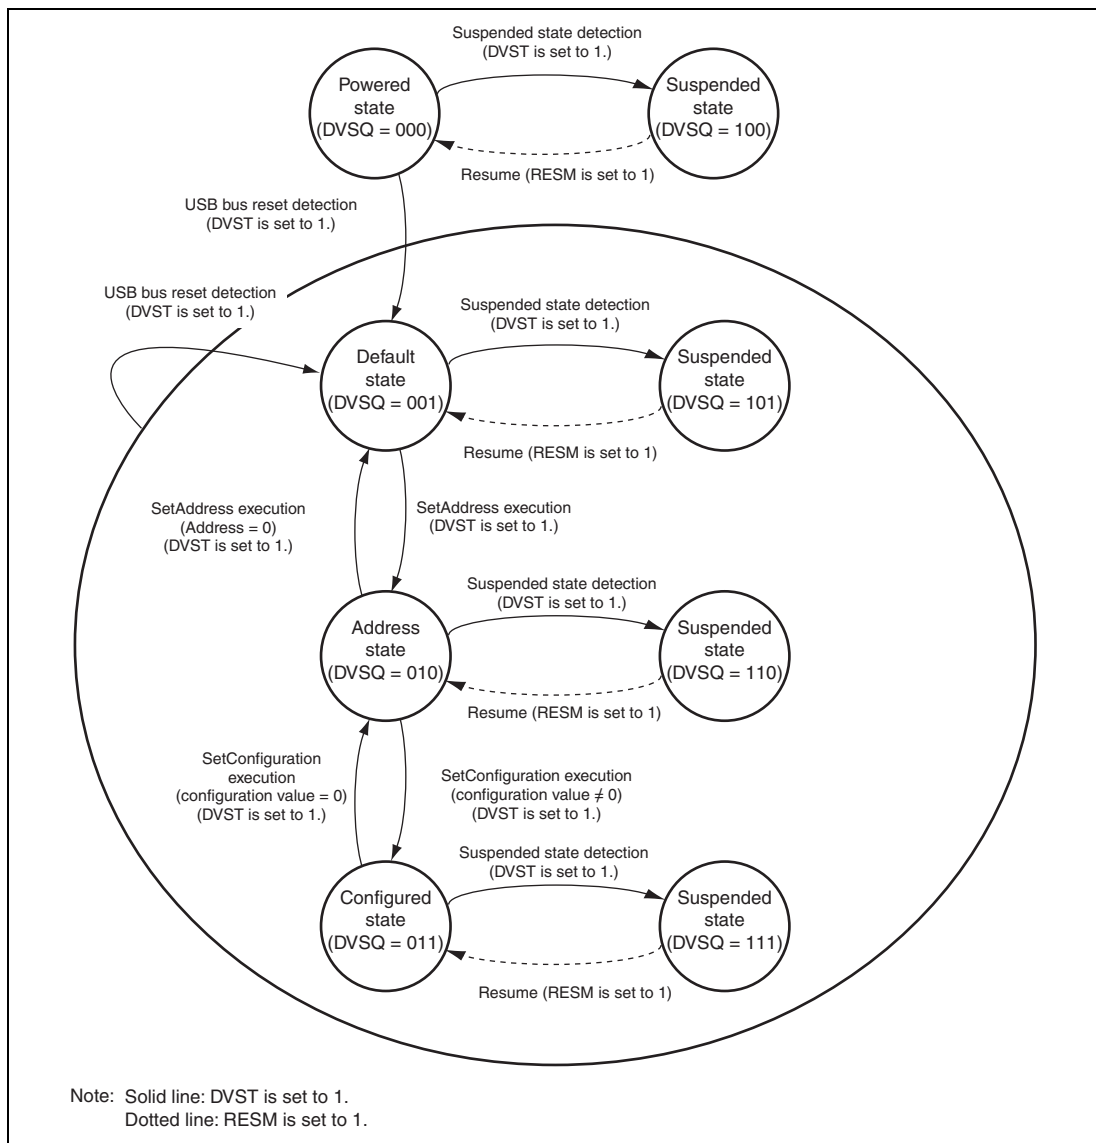 Suspended state detection
(DVST is set to 1.)
Powered
state
(DVSQ = 000)
Suspended
state
(DVSQ = 100)
Resume (RESM is set to 1)
USB bus reset detection
(DVST is set to 1.)
USB bus reset detection
(DVST is set to 1.)
Suspended state detection
(DVST is set to 1.)
Default
state
(DVSQ = 001)
Suspended
state
(DVSQ = 101)
Resume (RESM is set to 1)
SetAddress execution
(Address = 0)
(DVST is set to 1.)
SetAddress execution
(DVST is set to 1.)
Suspended state detection
(DVST is set to 1.)
Address
state
(DVSQ = 010)
Suspended
state
(DVSQ = 110)
Resume (RESM is set to 1)
SetConfiguration
execution
(configuration value = 0)
(DVST is set to 1.)
SetConfiguration execution
(configuration value ≠ 0)
(DVST is set to 1.)
Suspended state detection
(DVST is set to 1.)
Configured
state
(DVSQ = 011)
Suspended
state
(DVSQ = 111)
Resume (RESM is set to 1)
Note: Solid line: DVST is set to 1.
Dotted line: RESM is set to 1.